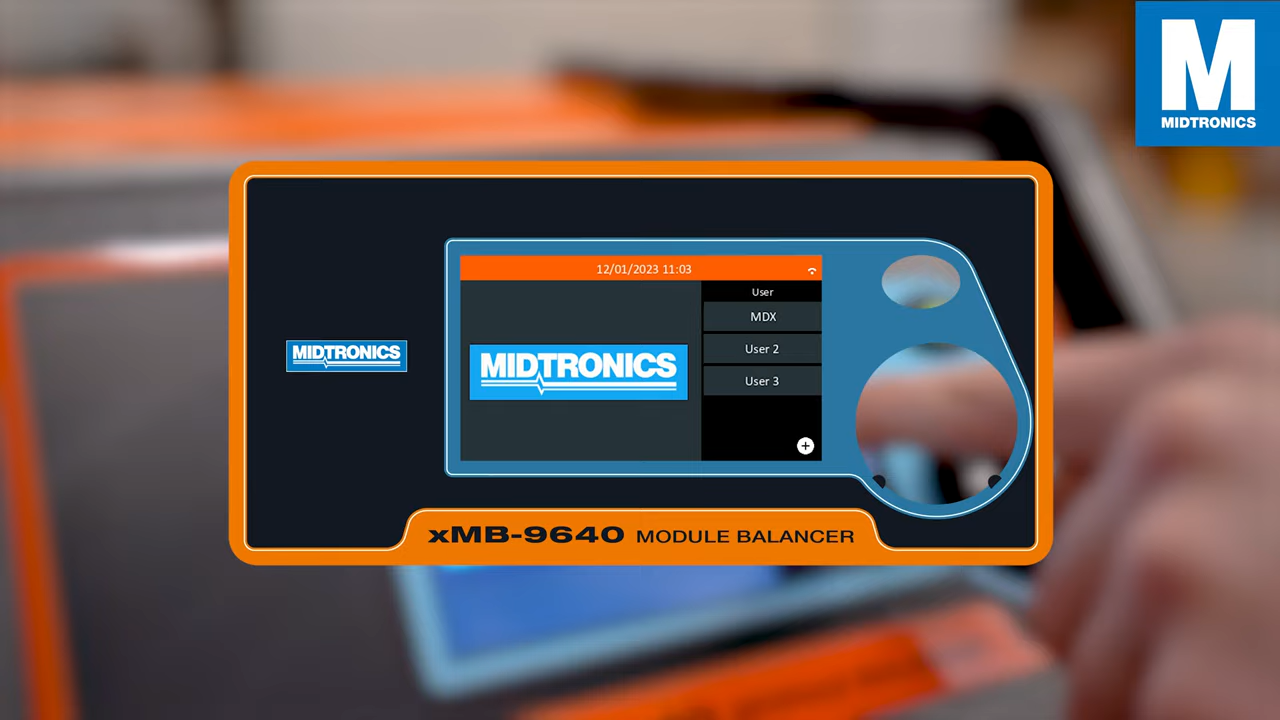 M
MIDTRONICS
12/01/2023 11:03
User
MDX
User 2
User 3
MIDTRONICS
MIDTRONICS
xMB-9640 MODULE BALANCER